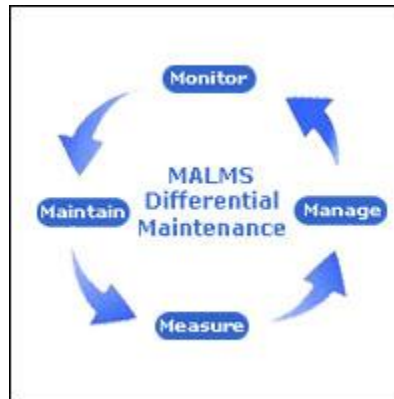 Monitor
MALMS
Differential
Maintenance
Maintain
Manage
Measure